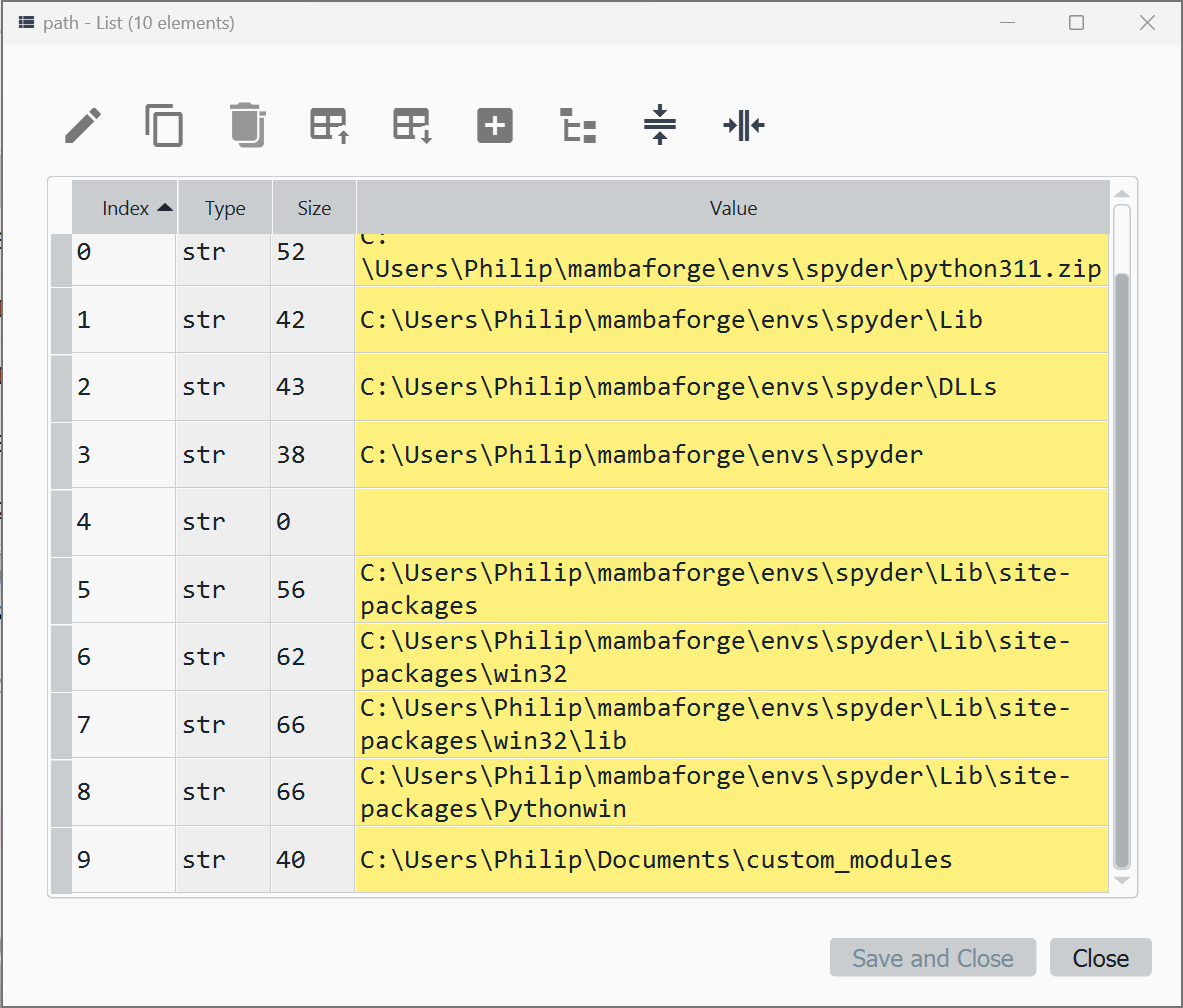 path - List (10 elements)
Index Type Size Value
0 str 52 C:
\Users\Philip\mambaforge\envs\spyder\python311.zip
1 str 42 C:\Users\Philip\mambaforge\envs\spyder\Lib
2 str 43 C:\Users\Philip\mambaforge\envs\spyder\DLLs
3 str 38 C:\Users\Philip\mambaforge\envs\spyder
4 str 0
5 str 56 C:\Users\Philip\mambaforge\envs\spyder\Lib\site-
packages
6 str 62 C:\Users\Philip\mambaforge\envs\spyder\Lib\site-
packages\win32
7 str 66 C:\Users\Philip\mambaforge\envs\spyder\Lib\site-
packages\win32\lib
8 str 66 C:\Users\Philip\mambaforge\envs\spyder\Lib\site-
packages\Pythonwin
9 str 40 C:\Users\Philip\Documents\custom_modules
Save and Close Close